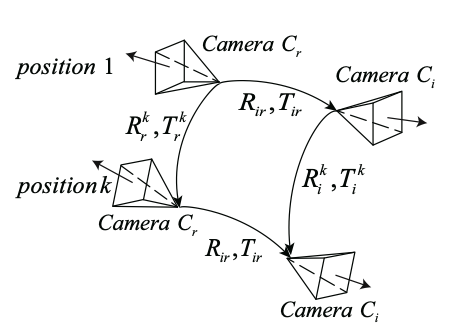 Camera C_r
position 1
Camera C_i
R_ir, T_ir
R_r^k, T_r^k
R_i^k, T_i^k
position k
Camera C_r
R_ir, T_ir
Camera C_i